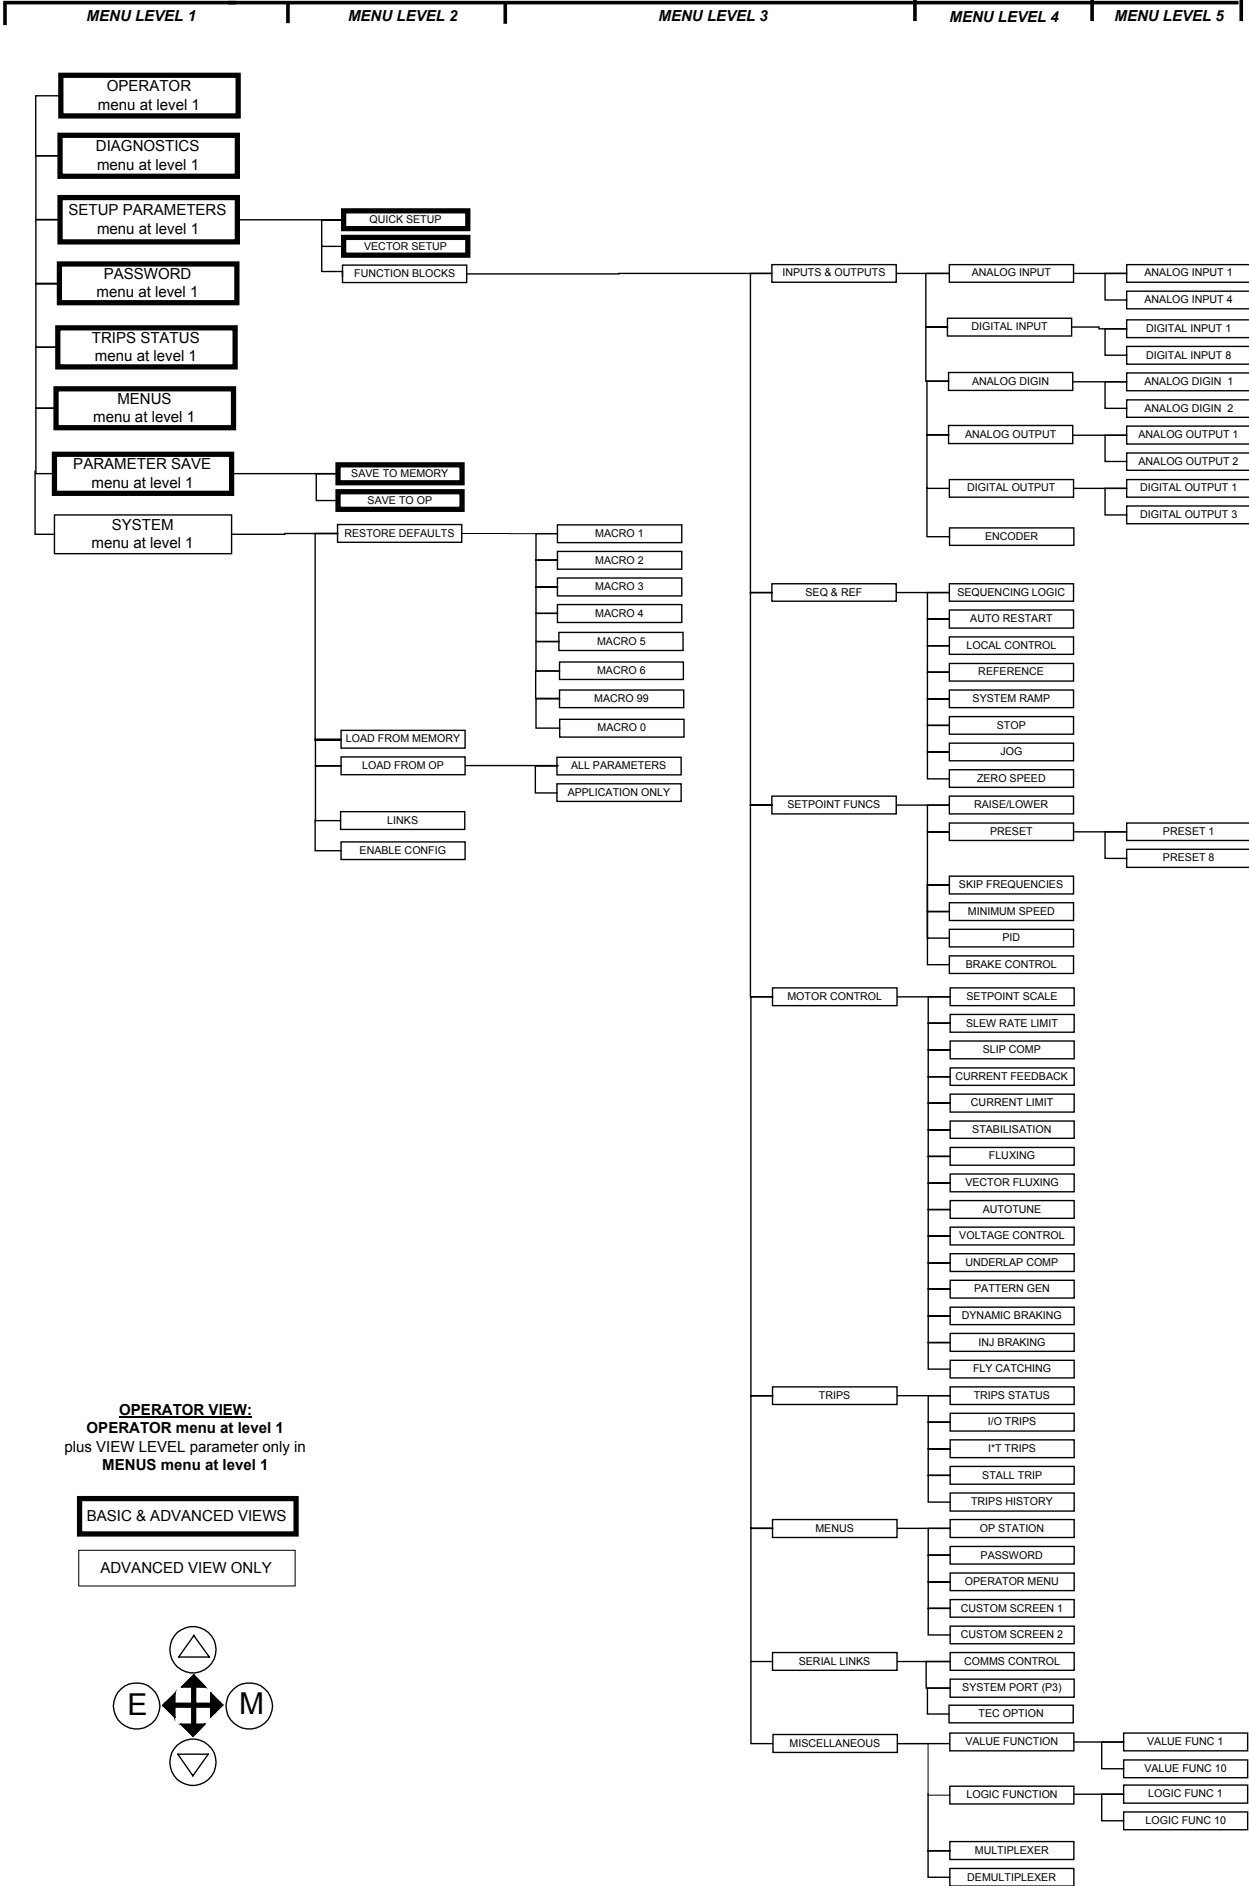 MENU LEVEL 1 MENU LEVEL 2 MENU LEVEL 3 MENU LEVEL 4 MENU LEVEL 5
OPERATOR
menu at level 1
DIAGNOSTICS
menu at level 1
SETUP PARAMETERS
menu at level 1
PASSWORD
menu at level 1
TRIPS STATUS
menu at level 1
MENUS
menu at level 1
PARAMETER SAVE
menu at level 1
SYSTEM
menu at level 1
QUICK SETUP
VECTOR SETUP
FUNCTION BLOCKS
SAVE TO MEMORY
SAVE TO OP
RESTORE DEFAULTS
LOAD FROM MEMORY
LOAD FROM OP
LINKS
ENABLE CONFIG
MACRO 1
MACRO 2
MACRO 3
MACRO 4
MACRO 5
MACRO 6
MACRO 99
MACRO 0
ALL PARAMETERS
APPLICATION ONLY
INPUTS & OUTPUTS
ANALOG INPUT
ANALOG INPUT 1
ANALOG INPUT 4
DIGITAL INPUT
DIGITAL INPUT 1
DIGITAL INPUT 8
ANALOG DIGIN
ANALOG DIGIN 1
ANALOG DIGIN 2
ANALOG OUTPUT
ANALOG OUTPUT 1
ANALOG OUTPUT 2
DIGITAL OUTPUT
DIGITAL OUTPUT 1
DIGITAL OUTPUT 3
ENCODER
SEQ & REF
SEQUENCING LOGIC
AUTO RESTART
LOCAL CONTROL
REFERENCE
SYSTEM RAMP
STOP
JOG
ZERO SPEED
SETPOINT FUNCS
RAISE/LOWER
PRESET
PRESET 1
PRESET 8
SKIP FREQUENCIES
MINIMUM SPEED
PID
BRAKE CONTROL
MOTOR CONTROL
SETPOINT SCALE
SLEW RATE LIMIT
SLIP COMP
CURRENT FEEDBACK
CURRENT LIMIT
STABILISATION
FLUXING
VECTOR FLUXING
AUTOTUNE
VOLTAGE CONTROL
UNDERLAP COMP
PATTERN GEN
DYNAMIC BRAKING
INJ BRAKING
FLY CATCHING
TRIPS
TRIPS STATUS
I/O TRIPS
I*T TRIPS
STALL TRIP
TRIPS HISTORY
MENUS
OP STATION
PASSWORD
OPERATOR MENU
CUSTOM SCREEN 1
CUSTOM SCREEN 2
SERIAL LINKS
COMMS CONTROL
SYSTEM PORT (P3)
TEC OPTION
MISCELLANEOUS
VALUE FUNCTION
VALUE FUNC 1
VALUE FUNC 10
LOGIC FUNCTION
LOGIC FUNC 1
LOGIC FUNC 10
MULTIPLEXER
DEMULTIPLEXER
OPERATOR VIEW:
OPERATOR menu at level 1
plus VIEW LEVEL parameter only in
MENUS menu at level 1
BASIC & ADVANCED VIEWS
ADVANCED VIEW ONLY
E M